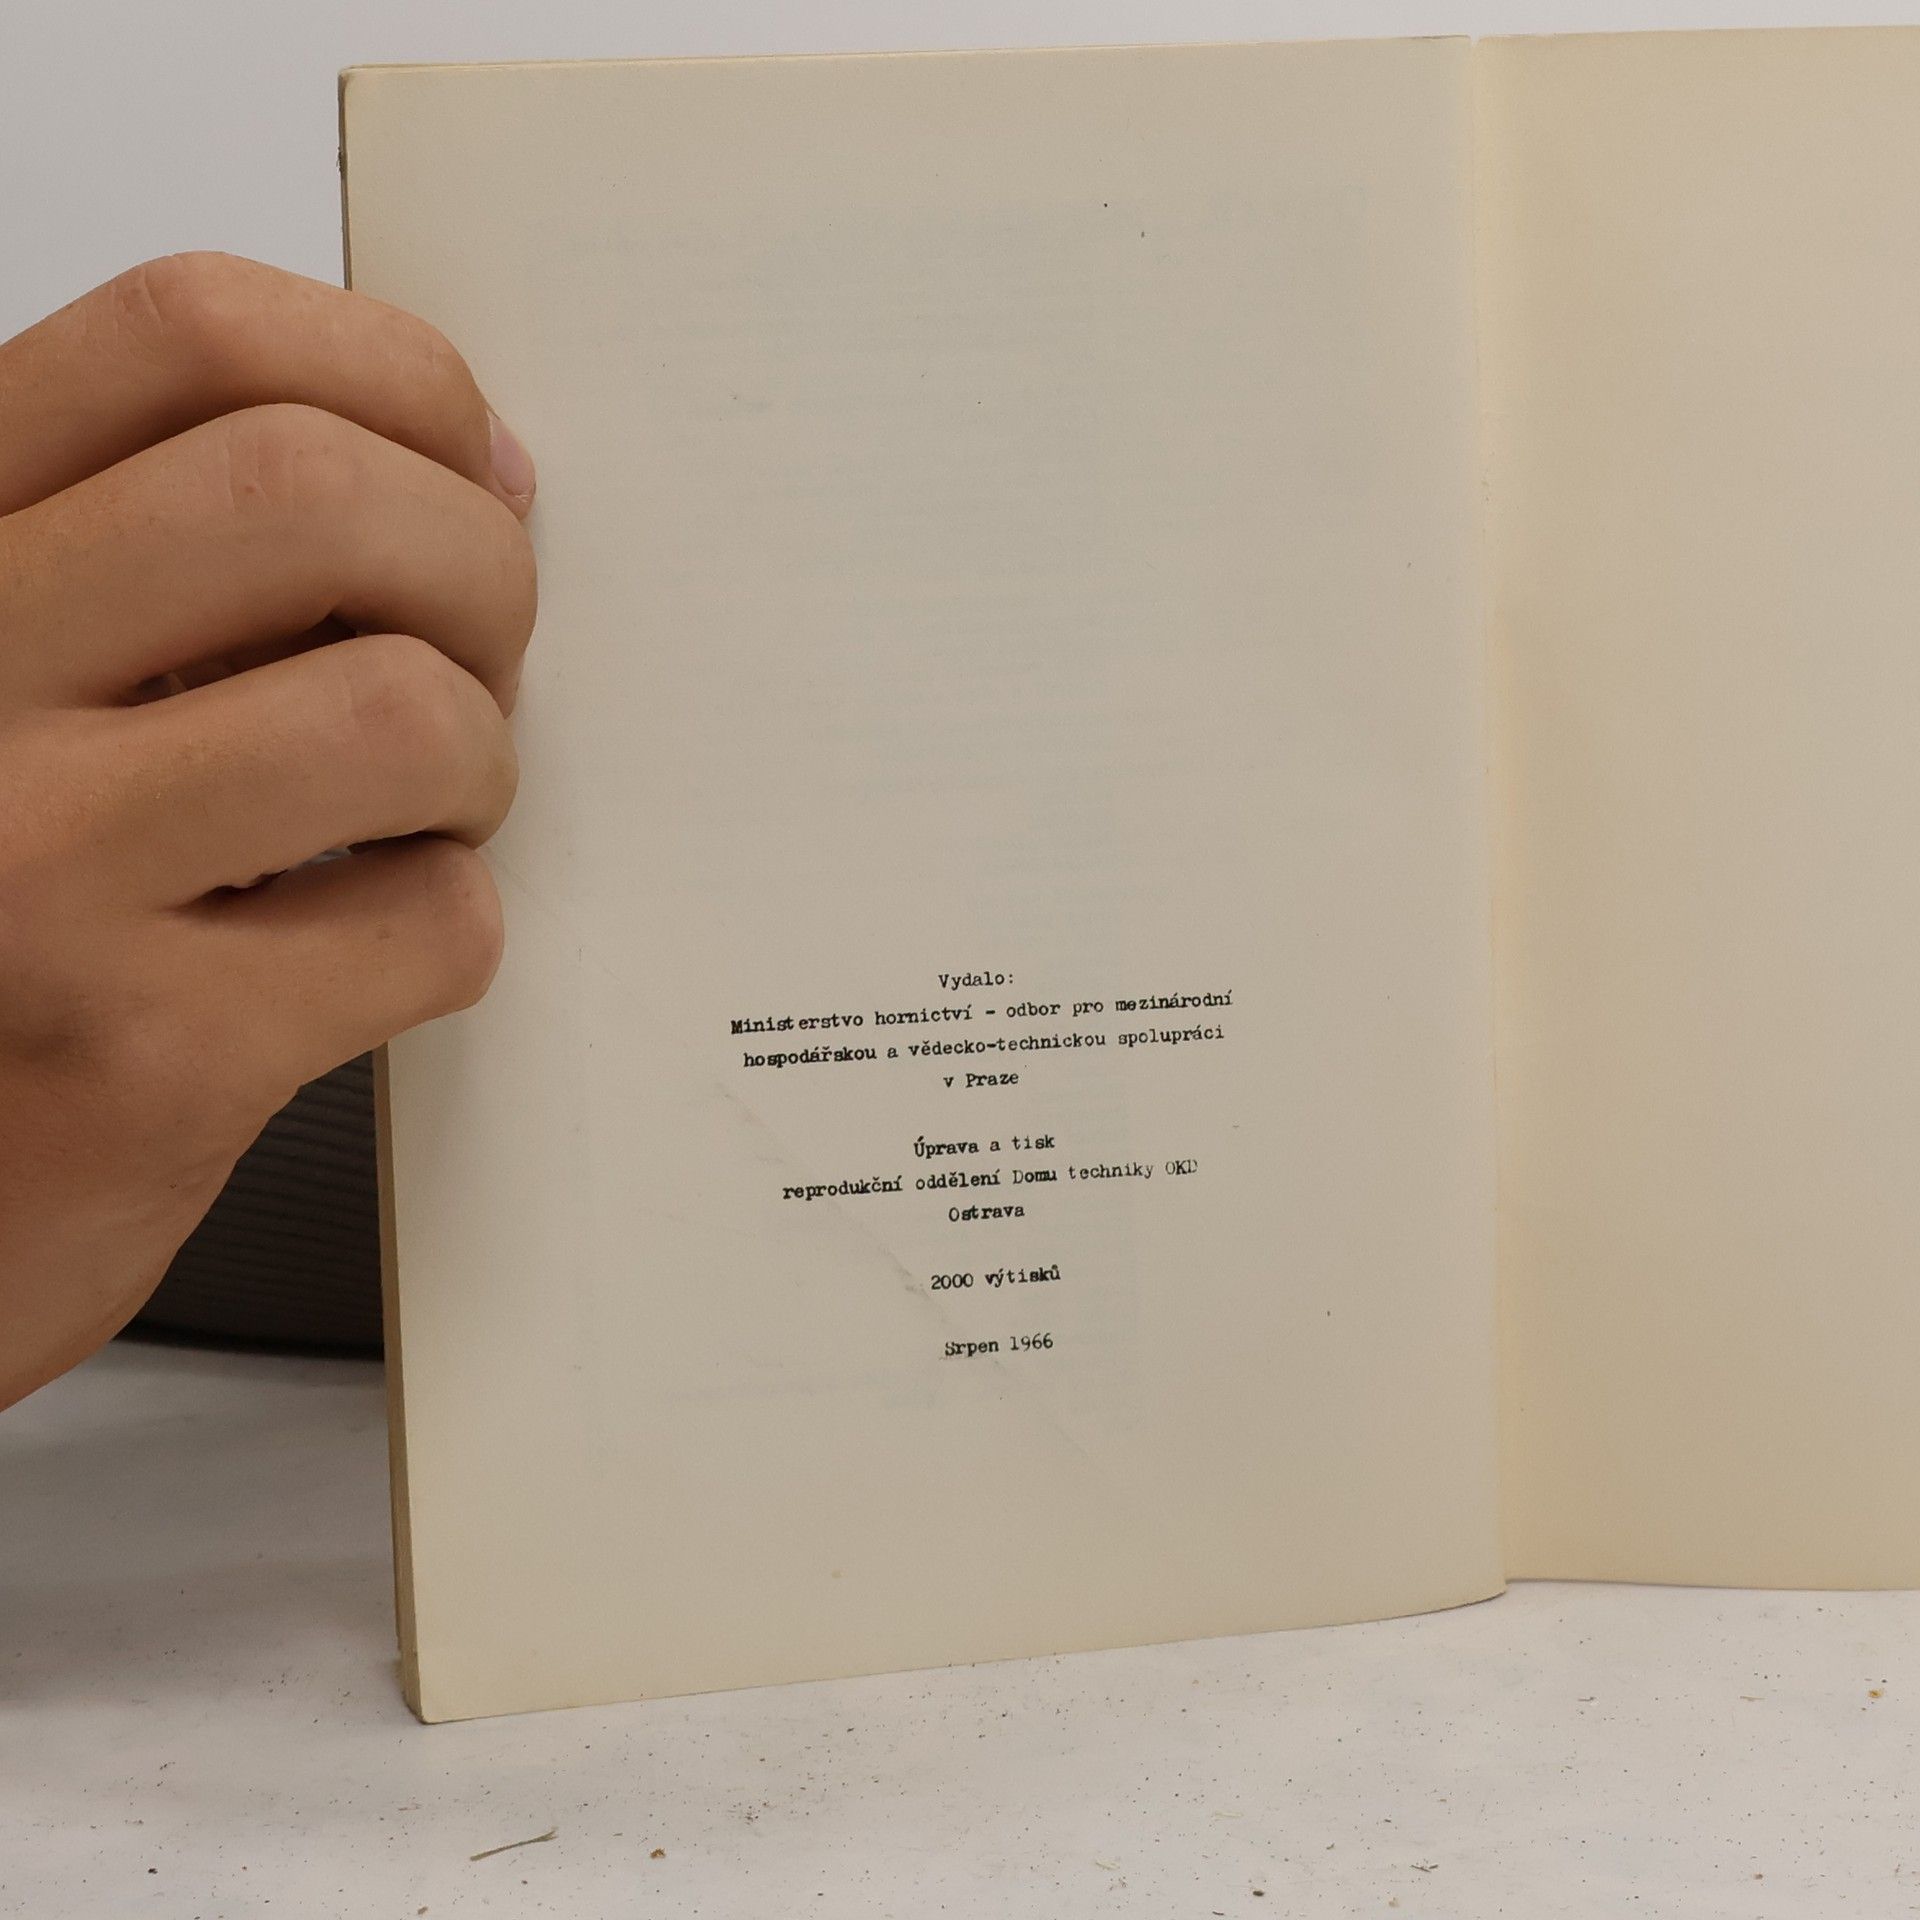 Vydalo:
Ministerstvo hornictví - odbor pro mezinárodní
hospodářskou a vědecko-technickou spolupráci
v Praze
Úprava a tisk
reprodukční oddělení Domu techniky OKD
Ostrava
2000 výtisků
Srpen 1966